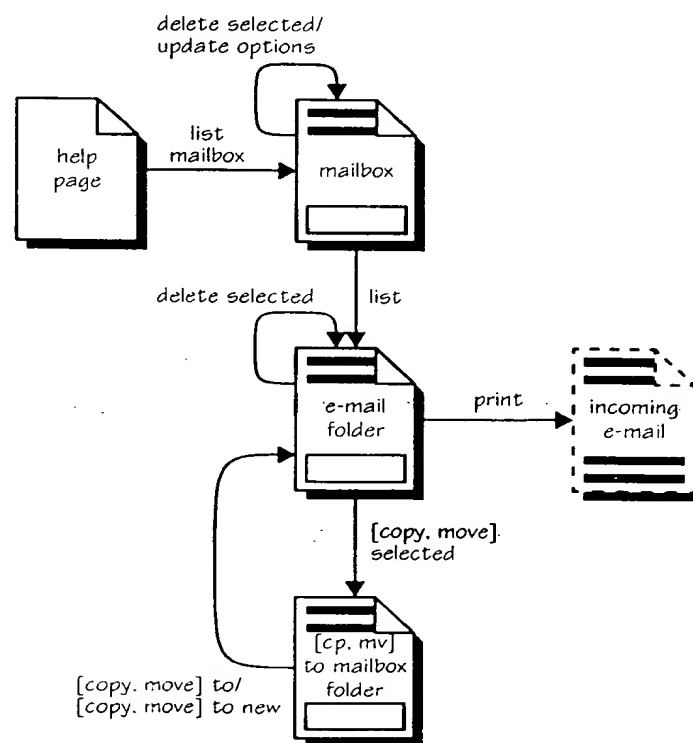 delete selected/
update options
help
page
list
mailbox
mailbox
delete selected
list
e-mail
folder
print
incoming
e-mail
[copy, move]
selected
[cp, mv]
to mailbox
folder
[copy, move] to/
[copy, move] to new